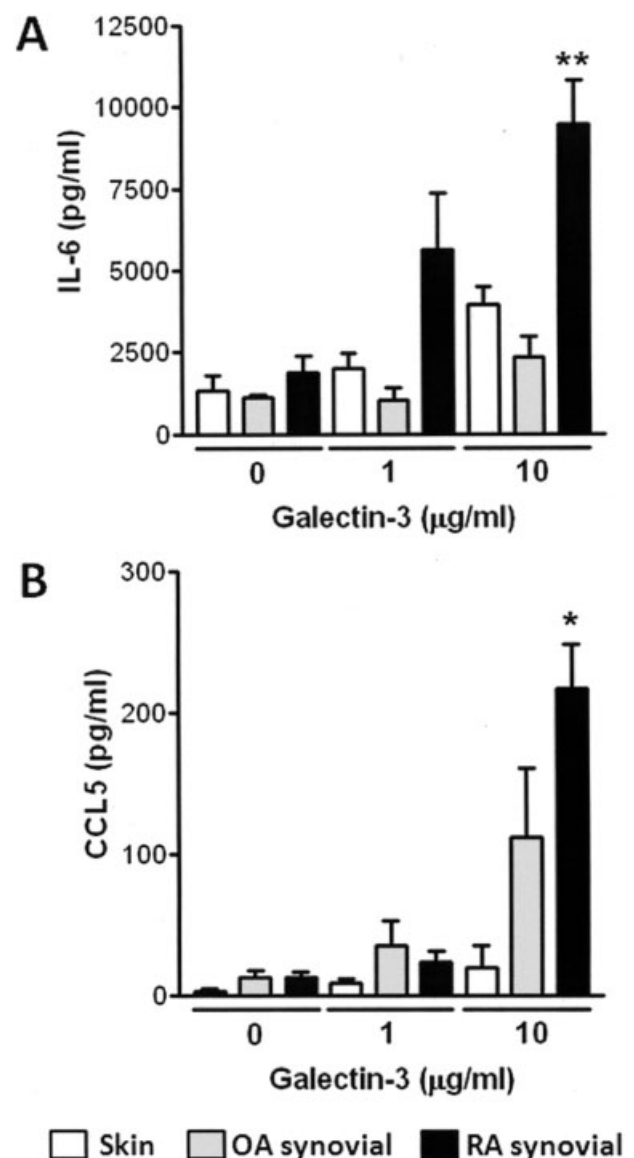 A
12500
10000
7500
5000
2500
0
IL-6 (pg/ml)
**
0 1 10
Galectin-3 (μg/ml)
B
300
200
100
0
CCL5 (pg/ml)
*
0 1 10
Galectin-3 (μg/ml)
Skin OA synovial RA synovial